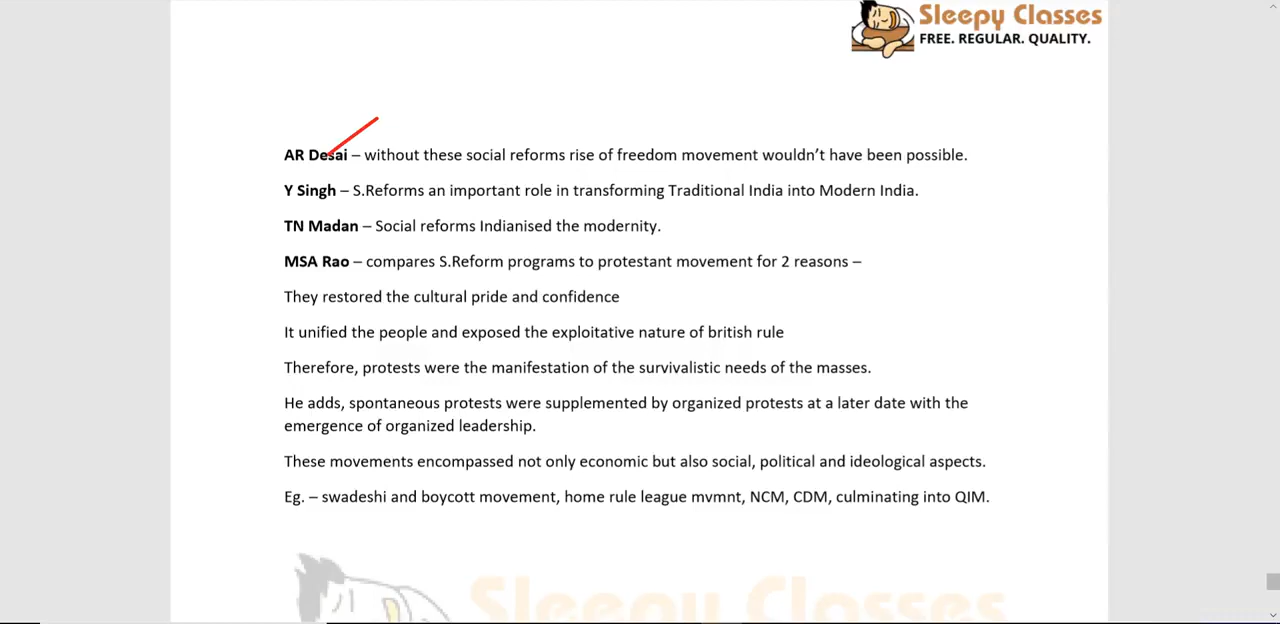 Sleepy Classes
FREE. REGULAR. QUALITY.
AR Desai – without these social reforms rise of freedom movement wouldn’t have been possible.
Y Singh – S.Reforms an important role in transforming Traditional India into Modern India.
TN Madan – Social reforms Indianised the modernity.
MSA Rao – compares S.Reform programs to protestant movement for 2 reasons –
They restored the cultural pride and confidence
It unified the people and exposed the exploitative nature of british rule
Therefore, protests were the manifestation of the survivalistic needs of the masses.
He adds, spontaneous protests were supplemented by organized protests at a later date with the
emergence of organized leadership.
These movements encompassed not only economic but also social, political and ideological aspects.
Eg. – swadeshi and boycott movement, home rule league mvmnt, NCM, CDM, culminating into QIM.
Sleepy Classes